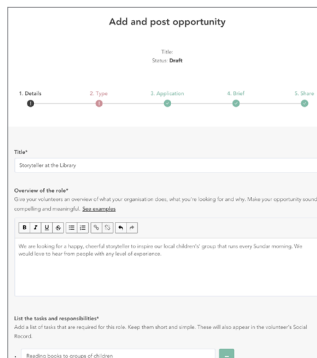 Add and post opportunity
Title:
Status: Draft
1. Details 2. Type 3. Application 4. Brief 5. Share
Title*
Storyteller at the Library
Overview of the role*
Give your volunteers an overview of what your organisation does, what you're looking for and why. Make your opportunity sound
compelling and meaningful. See examples
B I U S
We are looking for a happy, cheerful storyteller to inspire our local children's' group that runs every Sunday morning. We
would love to hear from people with any level of experience.
List the tasks and responsibilities*
Add a list of tasks that are required for this role. Keep them short and simple. These will also appear in the volunteer's Social
Record.
Reading books to groups of children